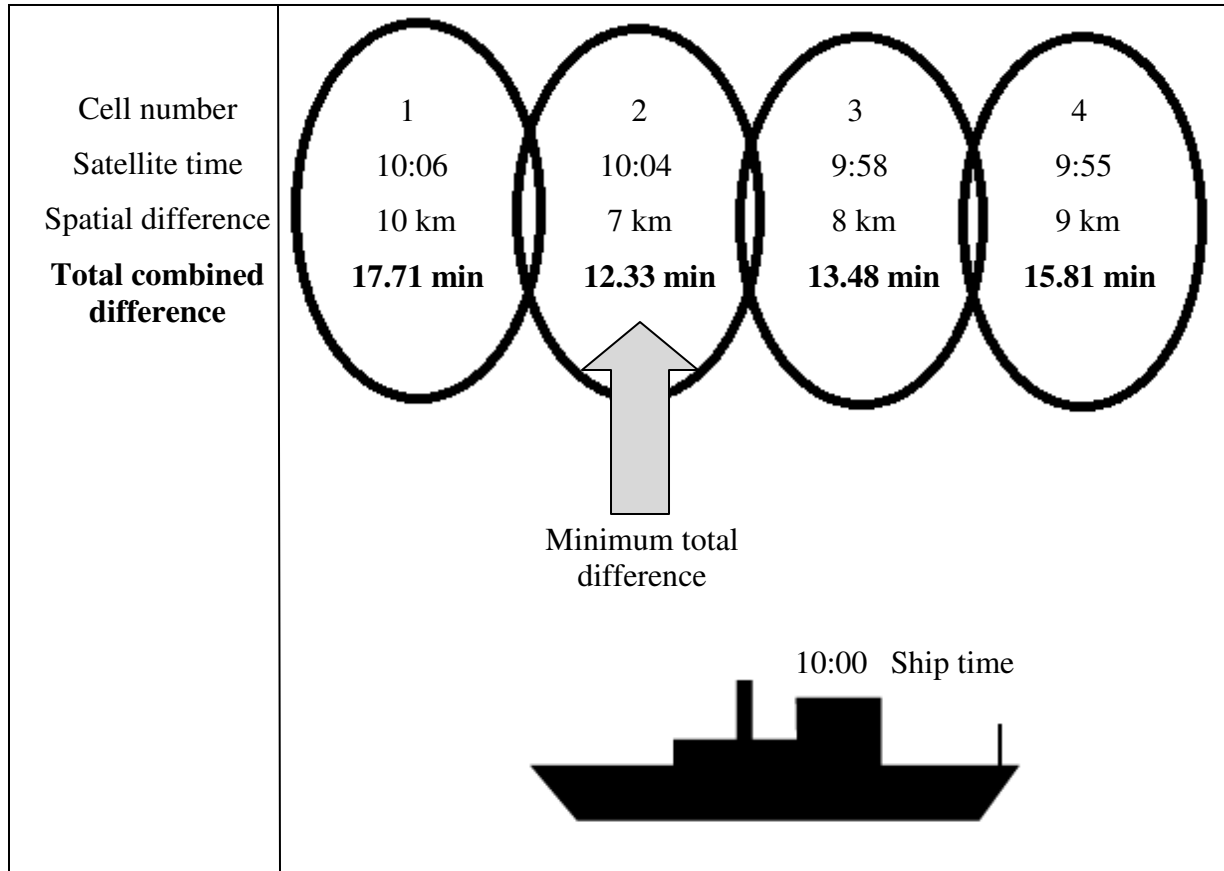 Cell number 1 2 3 4
Satellite time 10:06 10:04 9:58 9:55
Spatial difference 10 km 7 km 8 km 9 km
Total combined difference 17.71 min 12.33 min 13.48 min 15.81 min
Minimum total
difference
10:00 Ship time